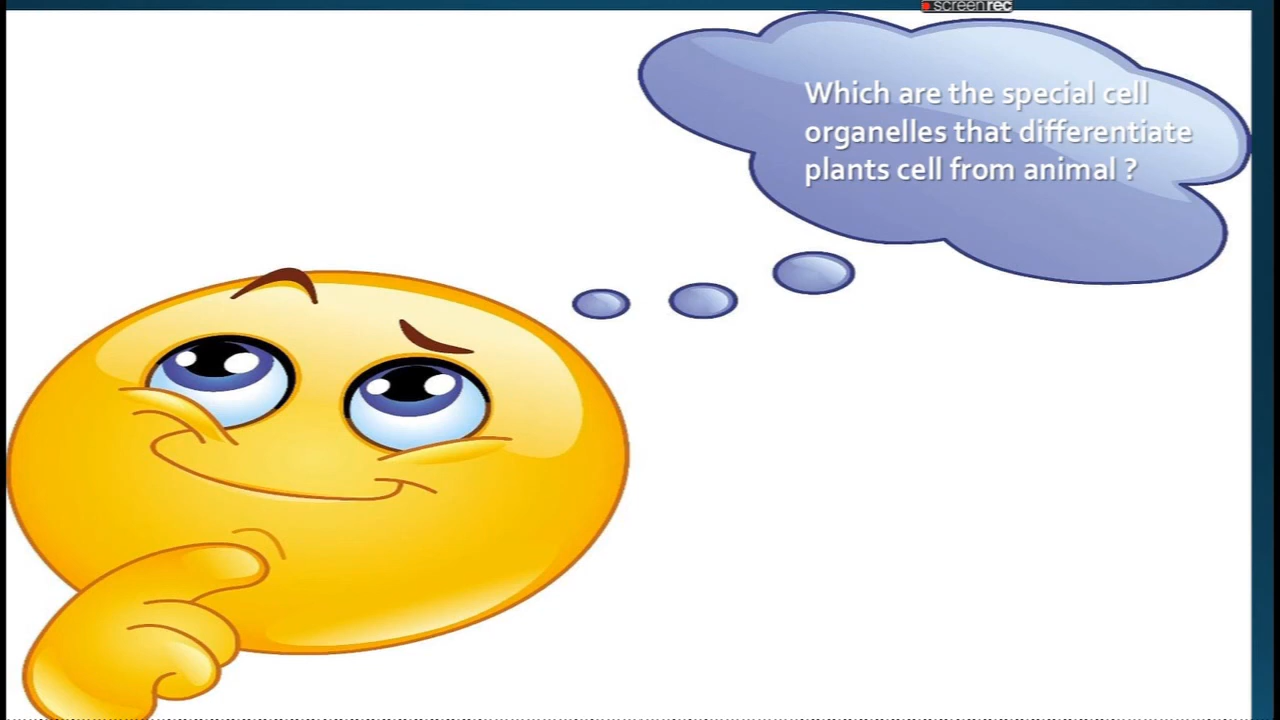 screenrec
Which are the special cell
organelles that differentiate
plants cell from animal ?